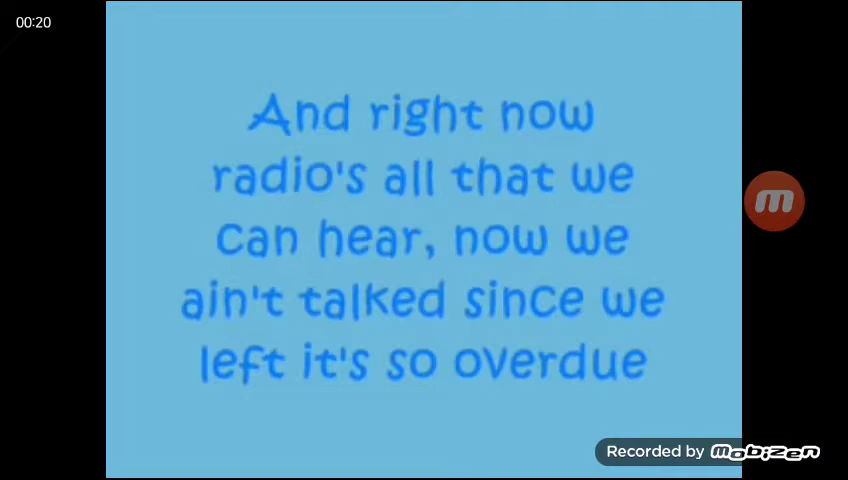 00:20
And right now
radio's all that we
can hear, now we
ain't talked since we
left it's so overdue
Recorded by mobizen